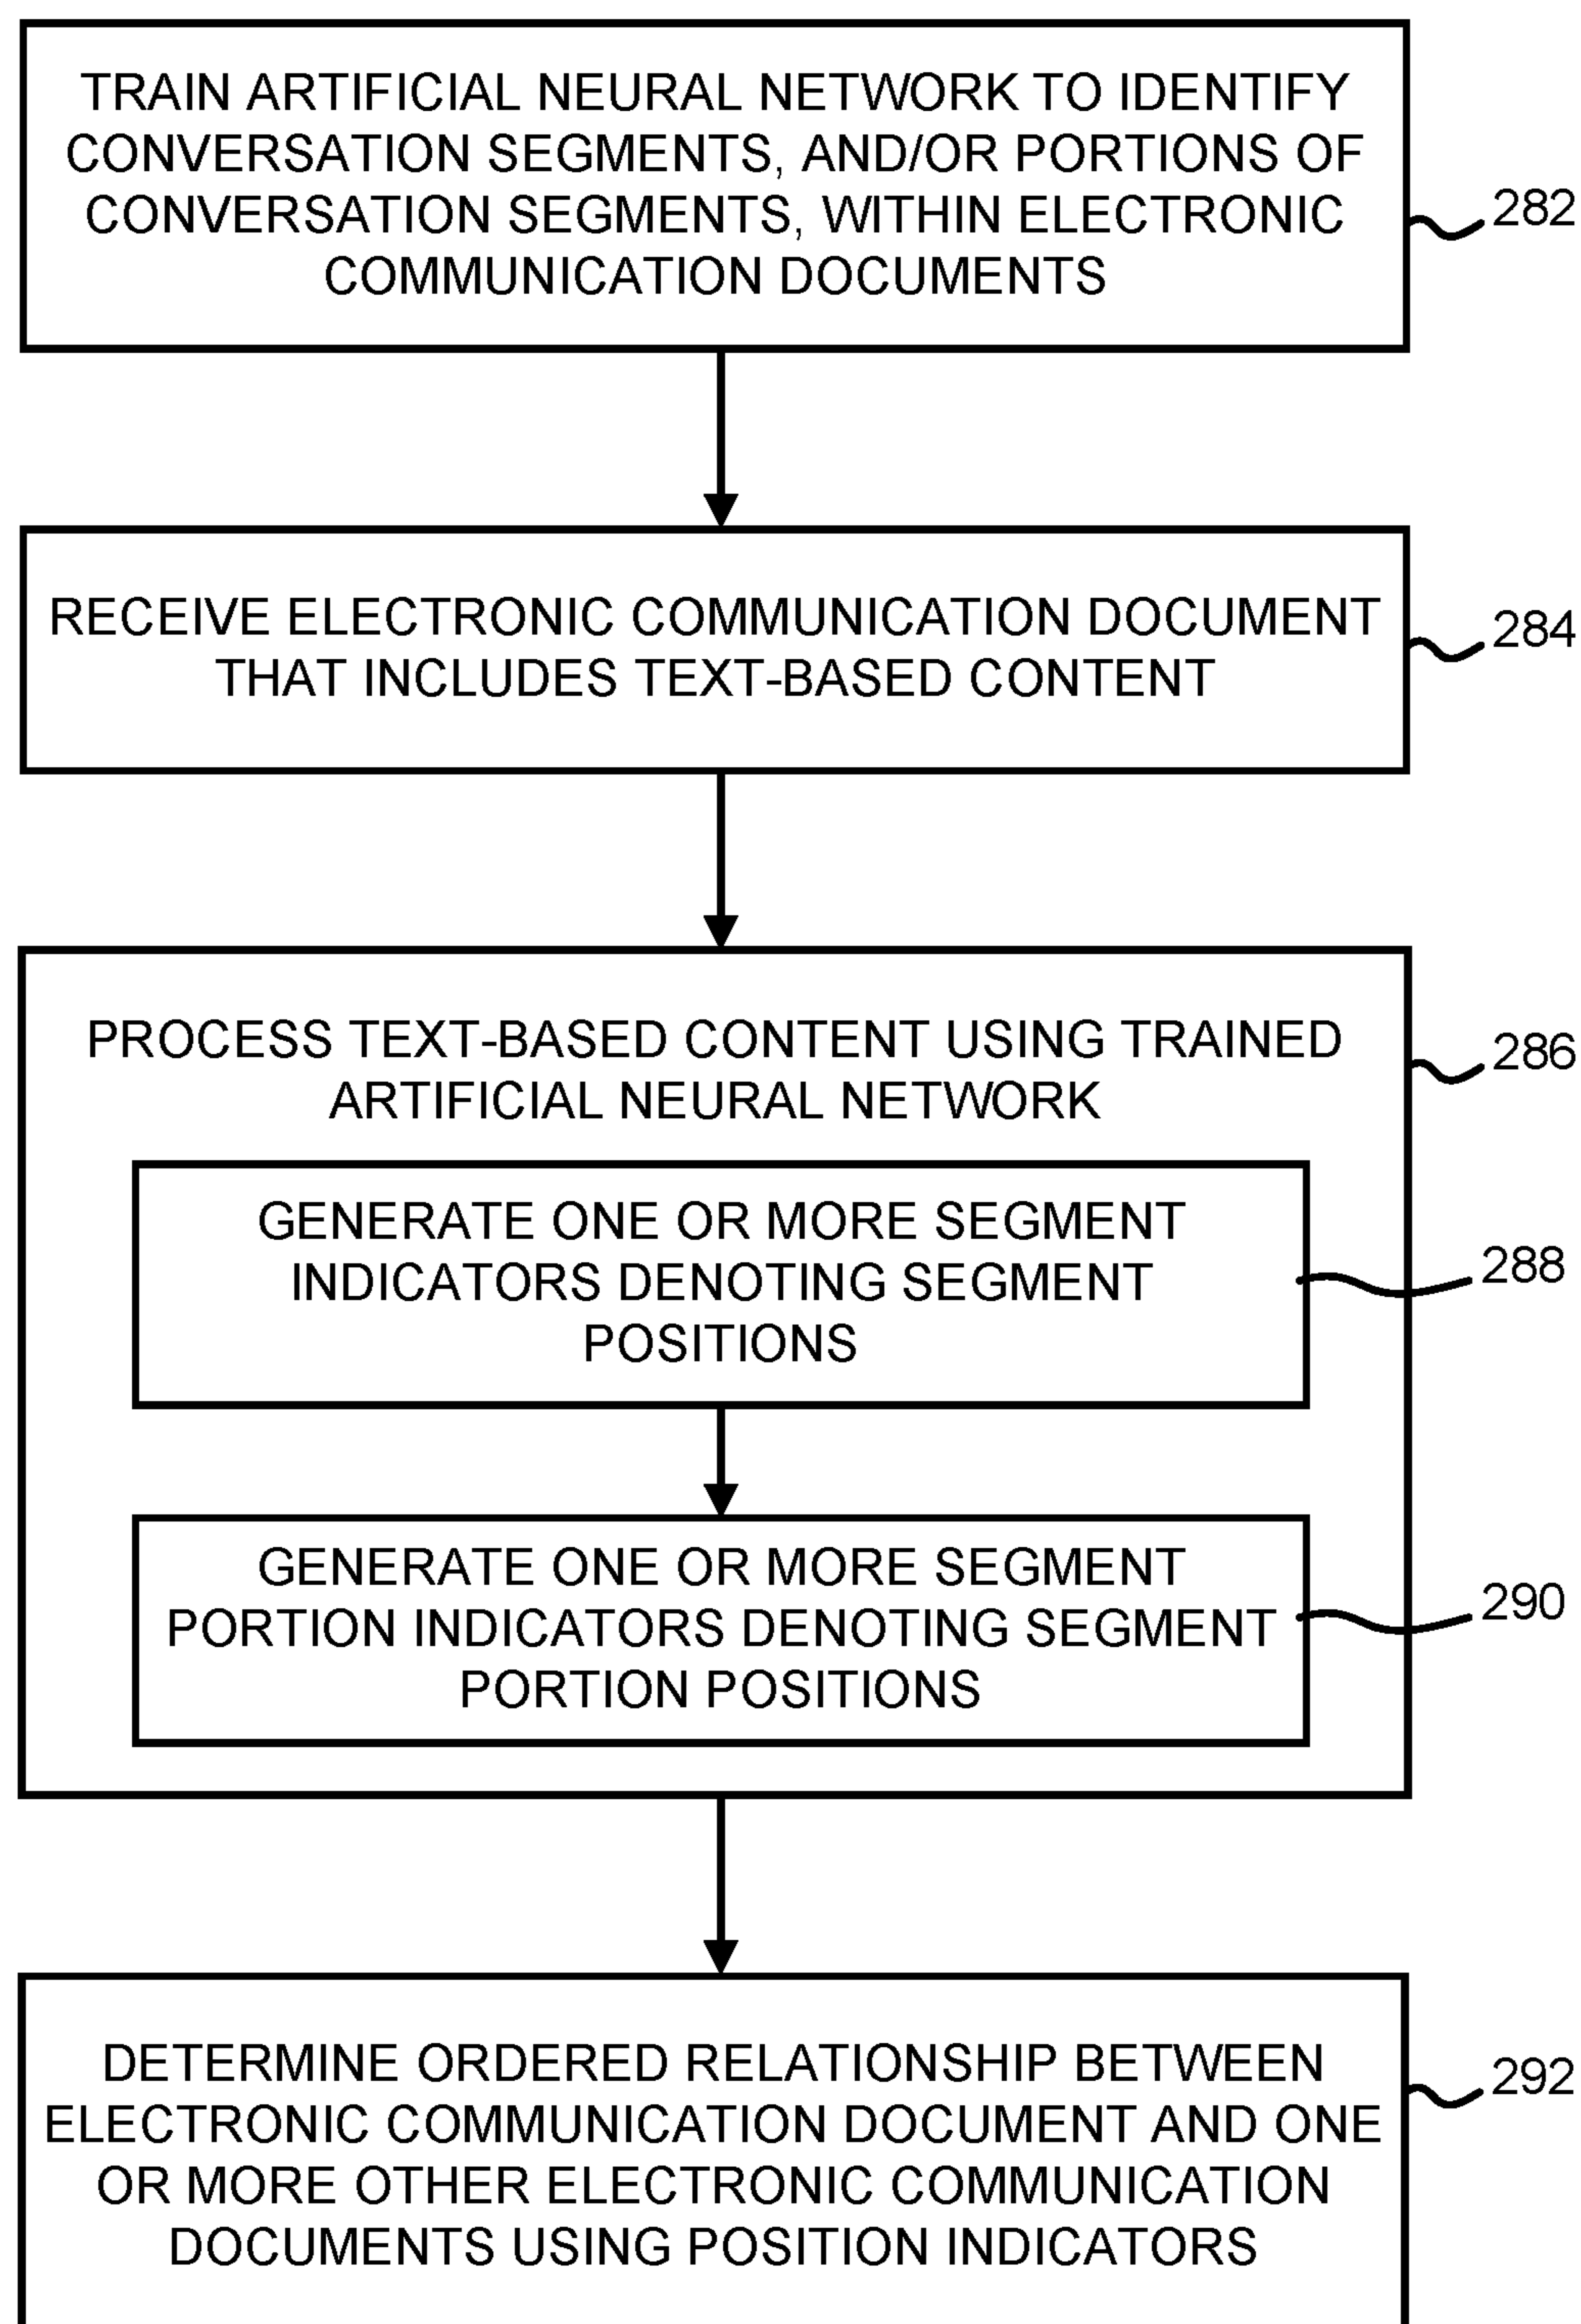 TRAIN ARTIFICIAL NEURAL NETWORK TO IDENTIFY
CONVERSATION SEGMENTS, AND/OR PORTIONS OF
CONVERSATION SEGMENTS, WITHIN ELECTRONIC
COMMUNICATION DOCUMENTS
282
RECEIVE ELECTRONIC COMMUNICATION DOCUMENT
THAT INCLUDES TEXT-BASED CONTENT
284
PROCESS TEXT-BASED CONTENT USING TRAINED
ARTIFICIAL NEURAL NETWORK
286
GENERATE ONE OR MORE SEGMENT
INDICATORS DENOTING SEGMENT
POSITIONS
288
GENERATE ONE OR MORE SEGMENT
PORTION INDICATORS DENOTING SEGMENT
PORTION POSITIONS
290
DETERMINE ORDERED RELATIONSHIP BETWEEN
ELECTRONIC COMMUNICATION DOCUMENT AND ONE
OR MORE OTHER ELECTRONIC COMMUNICATION
DOCUMENTS USING POSITION INDICATORS
292